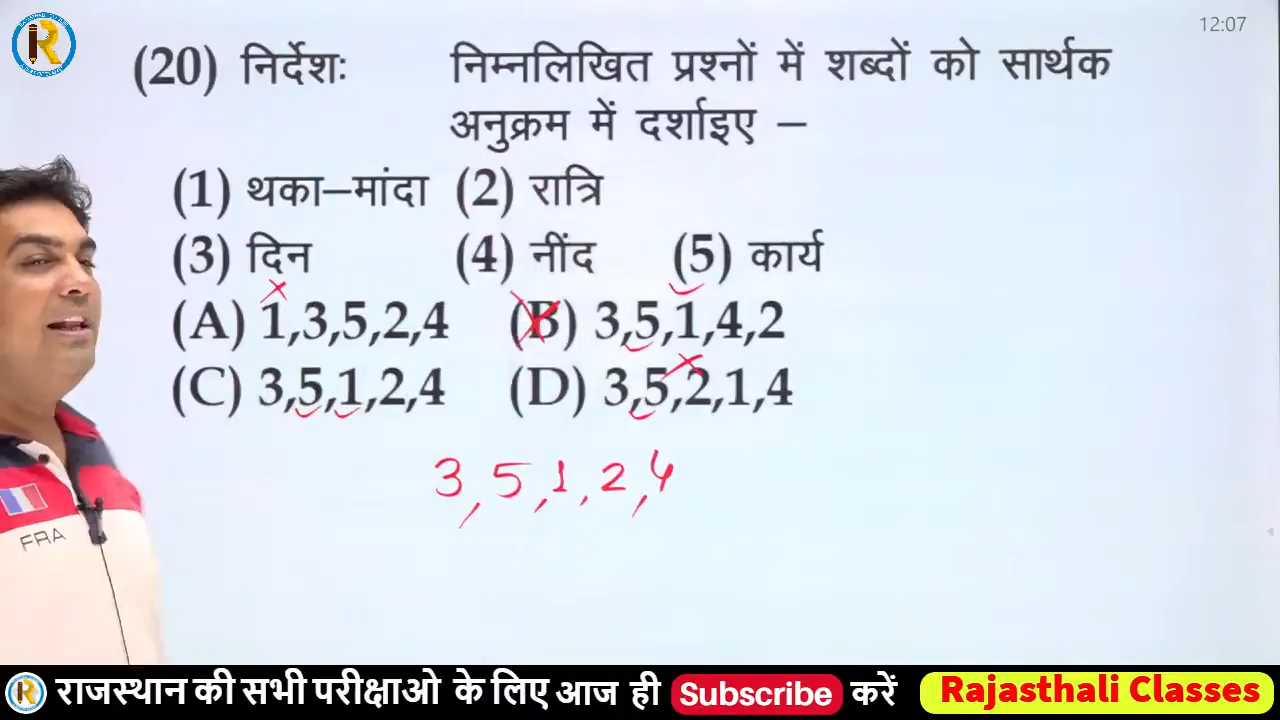 12:07
(20) निर्देशः निम्नलिखित प्रश्नों में शब्दों को सार्थक
अनुक्रम में दर्शाइए –
(1) थका–मांदा (2) रात्रि
(3) दिन (4) नींद (5) कार्य
(A) 1,3,5,2,4 (B) 3,5,1,4,2
(C) 3,5,1,2,4 (D) 3,5,2,1,4
3, 5, 1, 2, 4
FRA
राजस्थान की सभी परीक्षाओ के लिए आज ही Subscribe करें Rajasthali Classes